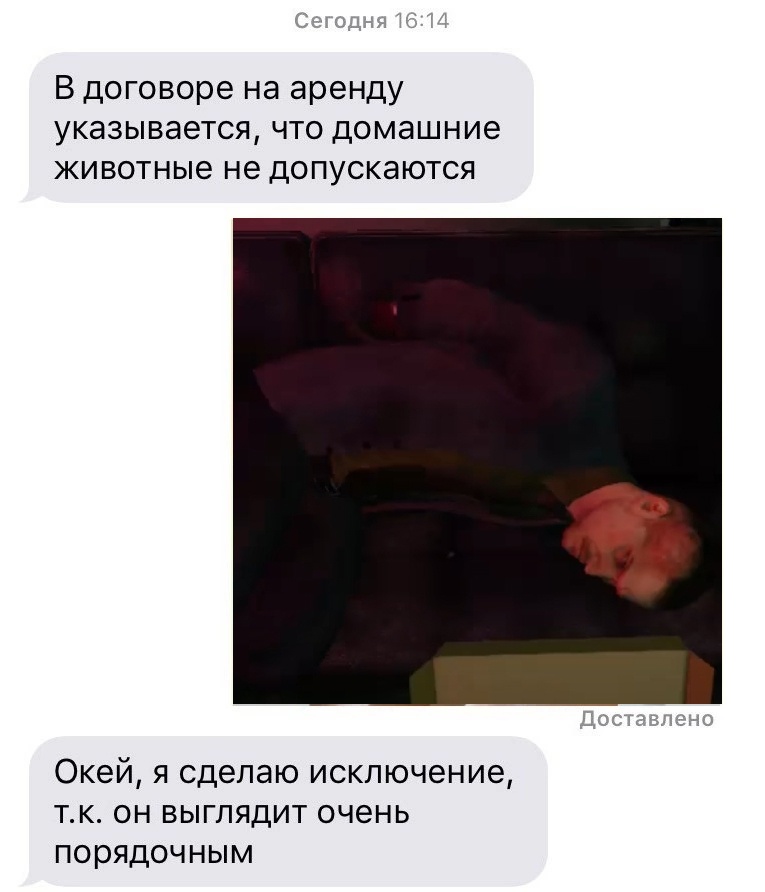 Сегодня 16:14
В договоре на аренду
указывается, что домашние
животные не допускаются
Доставлено
Окей, я сделаю исключение,
т.к. он выглядит очень
порядочным